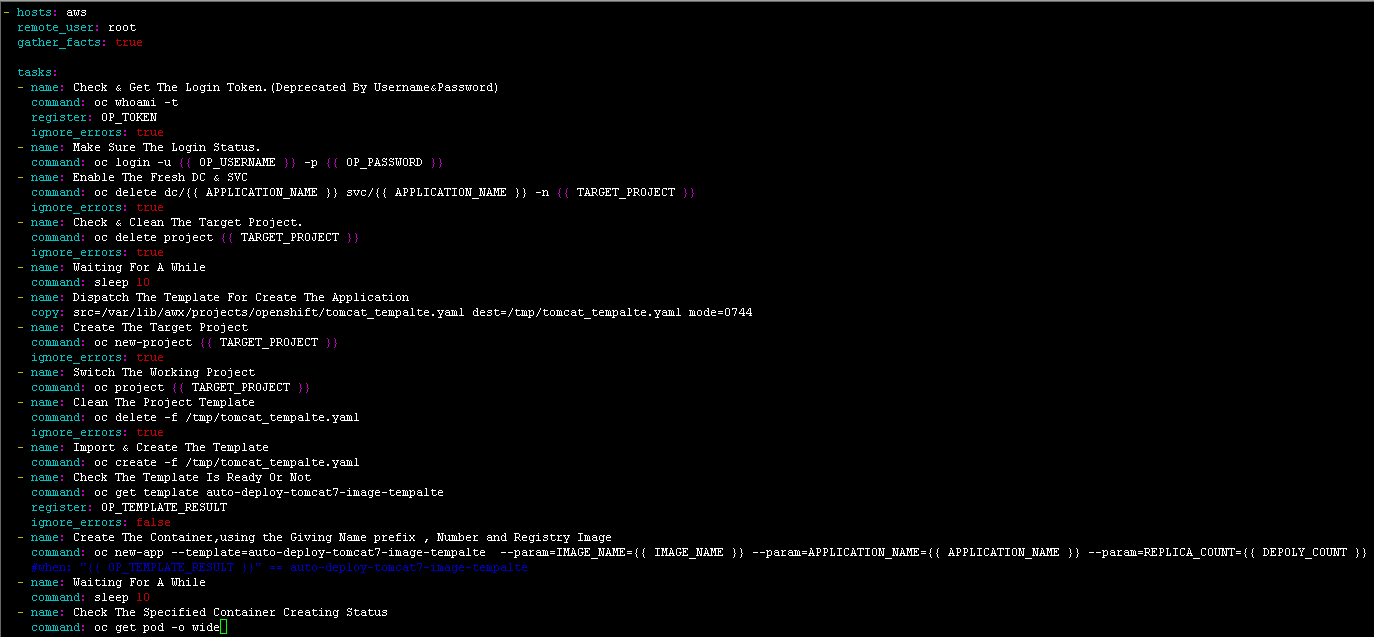 - hosts: aws
  remote_user: root
  gather_facts: true

  tasks:
  - name: Check & Get The Login Token.(Deprecated By Username&Password)
    command: oc whoami -t
    register: OP_TOKEN
    ignore_errors: true
  - name: Make Sure The Login Status.
    command: oc login -u {{ OP_USERNAME }} -p {{ OP_PASSWORD }}
  - name: Enable The Fresh DC & SVC
    command: oc delete dc/{{ APPLICATION_NAME }} svc/{{ APPLICATION_NAME }} -n {{ TARGET_PROJECT }}
    ignore_errors: true
  - name: Check & Clean The Target Project.
    command: oc delete project {{ TARGET_PROJECT }}
    ignore_errors: true
  - name: Waiting For A While
    command: sleep 10
  - name: Dispatch The Template For Create The Application
    copy: src=/var/lib/awx/projects/openshift/tomcat_tempalte.yaml dest=/tmp/tomcat_tempalte.yaml mode=0744
  - name: Create The Target Project
    command: oc new-project {{ TARGET_PROJECT }}
    ignore_errors: true
  - name: Switch The Working Project
    command: oc project {{ TARGET_PROJECT }}
  - name: Clean The Project Template
    command: oc delete -f /tmp/tomcat_tempalte.yaml
    ignore_errors: true
  - name: Import & Create The Template
    command: oc create -f /tmp/tomcat_tempalte.yaml
  - name: Check The Template Is Ready Or Not
    command: oc get template auto-deploy-tomcat7-image-tempalte
    register: OP_TEMPLATE_RESULT
    ignore_errors: false
  - name: Create The Container,using the Giving Name prefix , Number and Registry Image
    command: oc new-app --template=auto-deploy-tomcat7-image-tempalte  --param=IMAGE_NAME={{ IMAGE_NAME }} --param=APPLICATION_NAME={{ APPLICATION_NAME }} --param=REPLICA_COUNT={{ DEPOLY_COUNT }}
    #when: "{{ OP_TEMPLATE_RESULT }}" == auto-deploy-tomcat7-image-tempalte
  - name: Waiting For A While
    command: sleep 10
  - name: Check The Specified Container Creating Status
    command: oc get pod -o wide